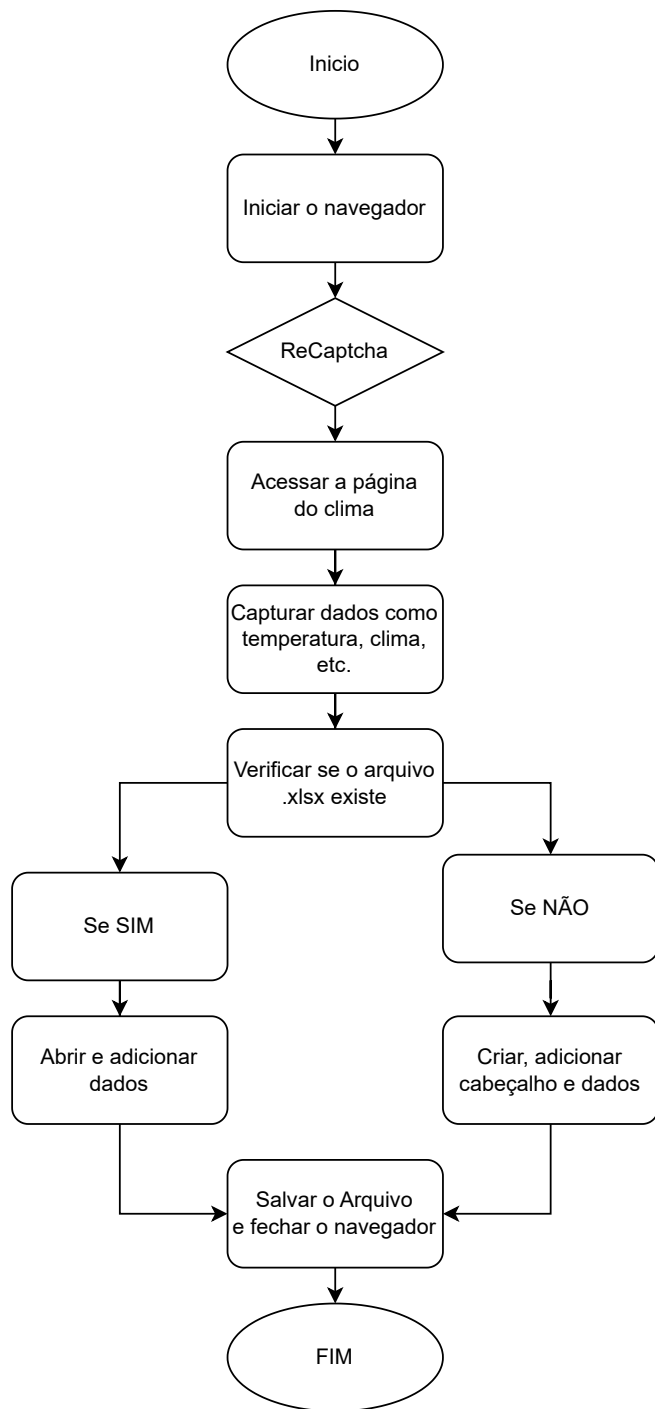 Inicio
Iniciar o navegador
ReCaptcha
Acessar a página
do clima
Capturar dados como
temperatura, clima,
etc.
Verificar se o arquivo
.xlsx existe
Se SIM
Se NÃO
Abrir e adicionar
dados
Criar, adicionar
cabeçalho e dados
Salvar o Arquivo
e fechar o navegador
FIM